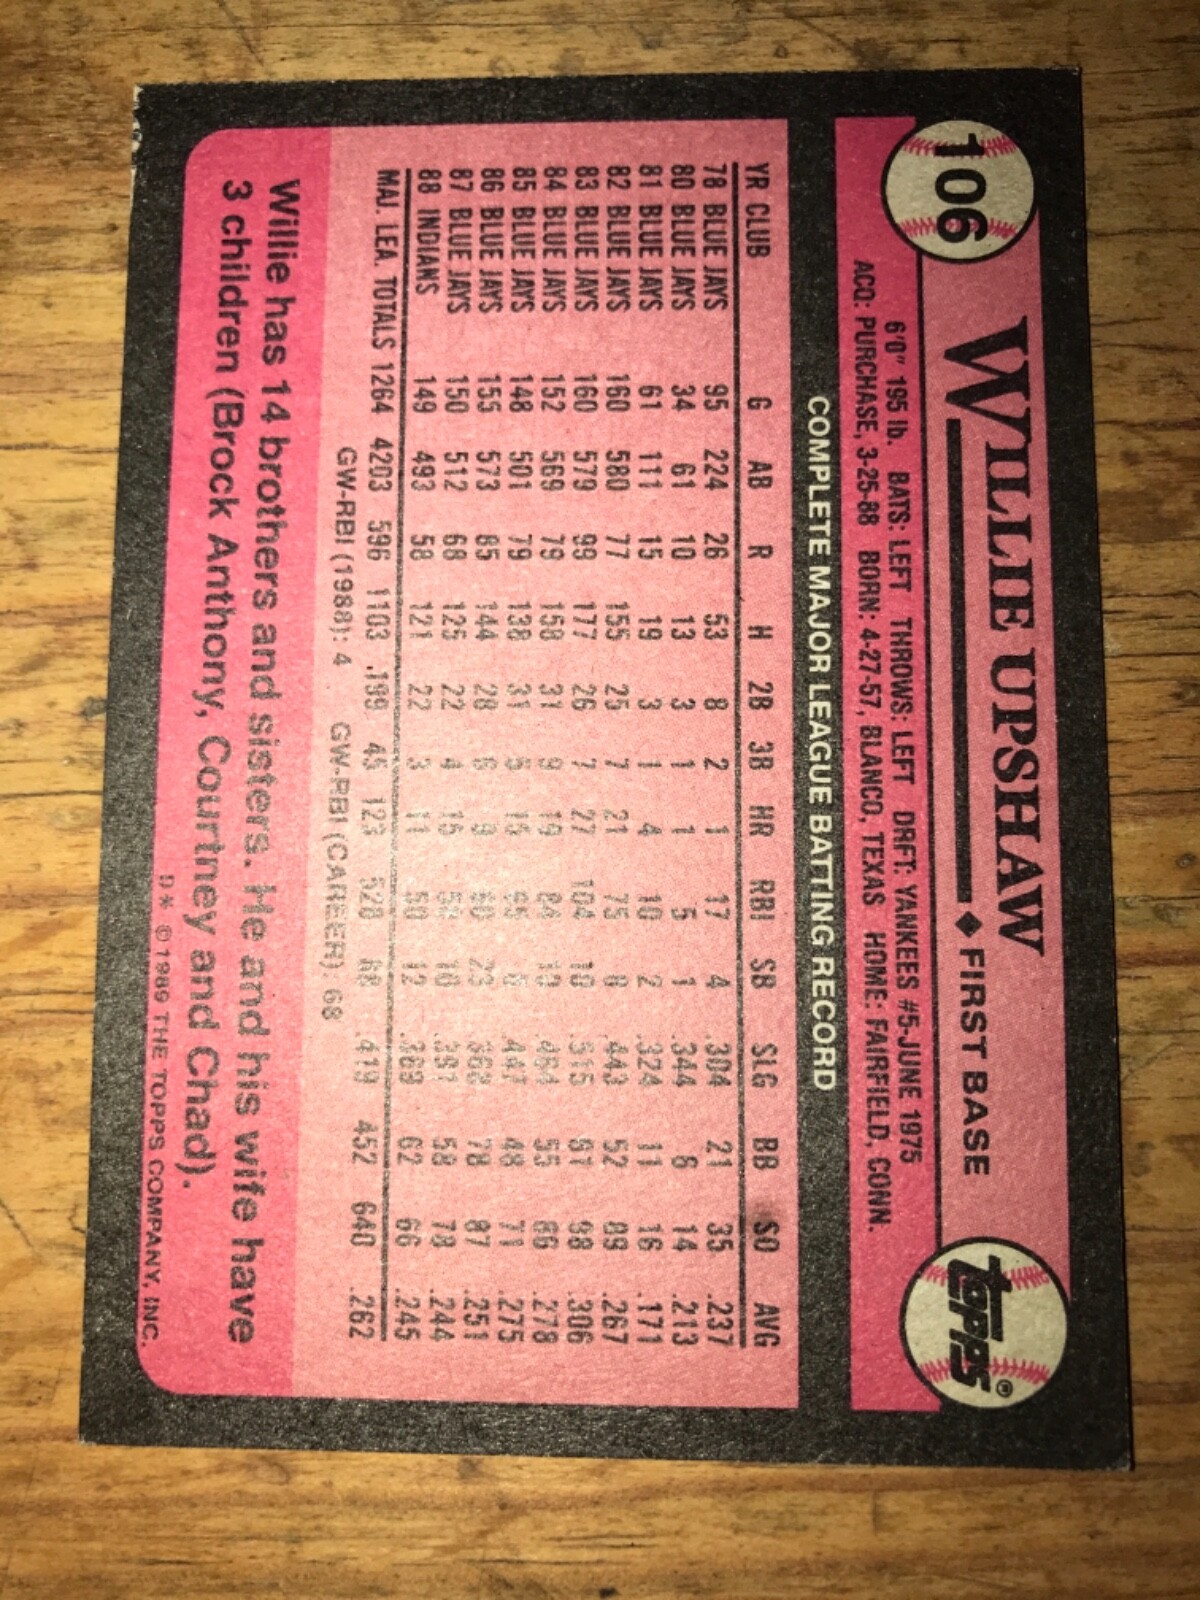 106
WILLIE UPSHAW ◆ FIRST BASE
topps®
6'0" 195 lb. BATS: LEFT THROWS: LEFT DRFT: YANKEES #5-JUNE 1975
ACQ: PURCHASE, 3-25-88 BORN: 4-27-57, BLANCO, TEXAS HOME: FAIRFIELD, CONN.
COMPLETE MAJOR LEAGUE BATTING RECORD
YR CLUB G AB R H 2B 3B HR RBI SB SLG BB SO AVG
78 BLUE JAYS 95 224 26 53 8 2 1 17 4 .304 21 35 .237
80 BLUE JAYS 34 61 10 13 3 1 1 5 1 .344 6 14 .213
81 BLUE JAYS 61 111 15 19 3 1 4 10 2 .324 11 16 .171
82 BLUE JAYS 160 580 77 155 25 7 21 75 8 .443 52 89 .267
83 BLUE JAYS 160 579 99 177 26 7 27 104 10 .515 61 98 .306
84 BLUE JAYS 152 569 79 158 31 9 19 84 10 .464 55 86 .278
85 BLUE JAYS 148 501 79 138 31 5 15 65 8 .447 48 71 .275
86 BLUE JAYS 155 573 85 144 28 6 9 60 23 .368 78 87 .251
87 BLUE JAYS 150 512 68 125 22 4 15 58 10 .391 58 78 .244
88 INDIANS 149 493 58 121 22 3 11 50 12 .369 62 66 .245
MAJ. LEA. TOTALS 1264 4203 596 1103 .199 45 123 528 88 .419 452 640 .262
GW-RBI (1988): 4 GW-RBI (CAREER) 68
Willie has 14 brothers and sisters. He and his wife have
3 children (Brock Anthony, Courtney and Chad).
D* © 1989 THE TOPPS COMPANY, INC.